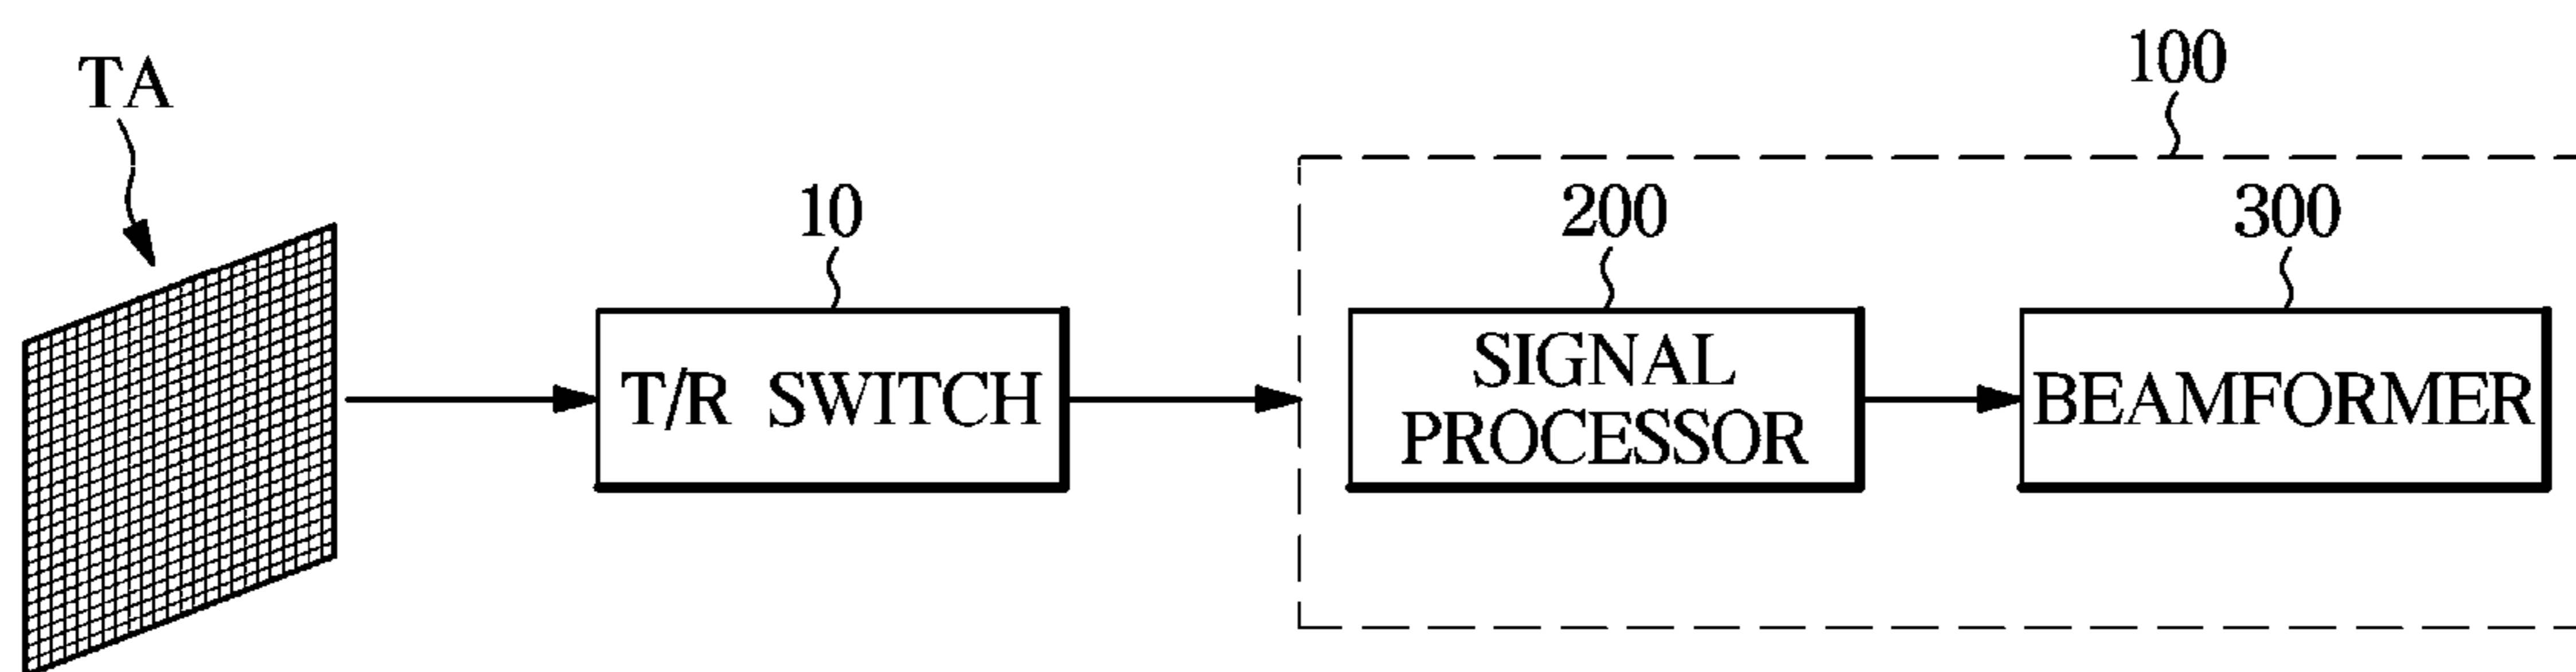 100
TA
10
200
300
T/R SWITCH
SIGNAL
PROCESSOR
BEAMFORMER